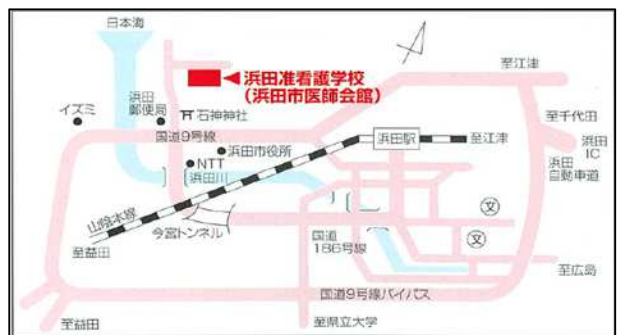 日本海
浜田准看護学校
(浜田市医師会館)
至江津
イズミ
浜田
郵便局
石神神社
国道9号線
至千代田
浜田
IC
浜田
自動車道
浜田駅
至江津
浜田市役所
NTT
浜田川
山陰本線
今宮トンネル
国道
186号線
文
文
至益田
至広島
国道9号線バイパス
至益田
至県立大学